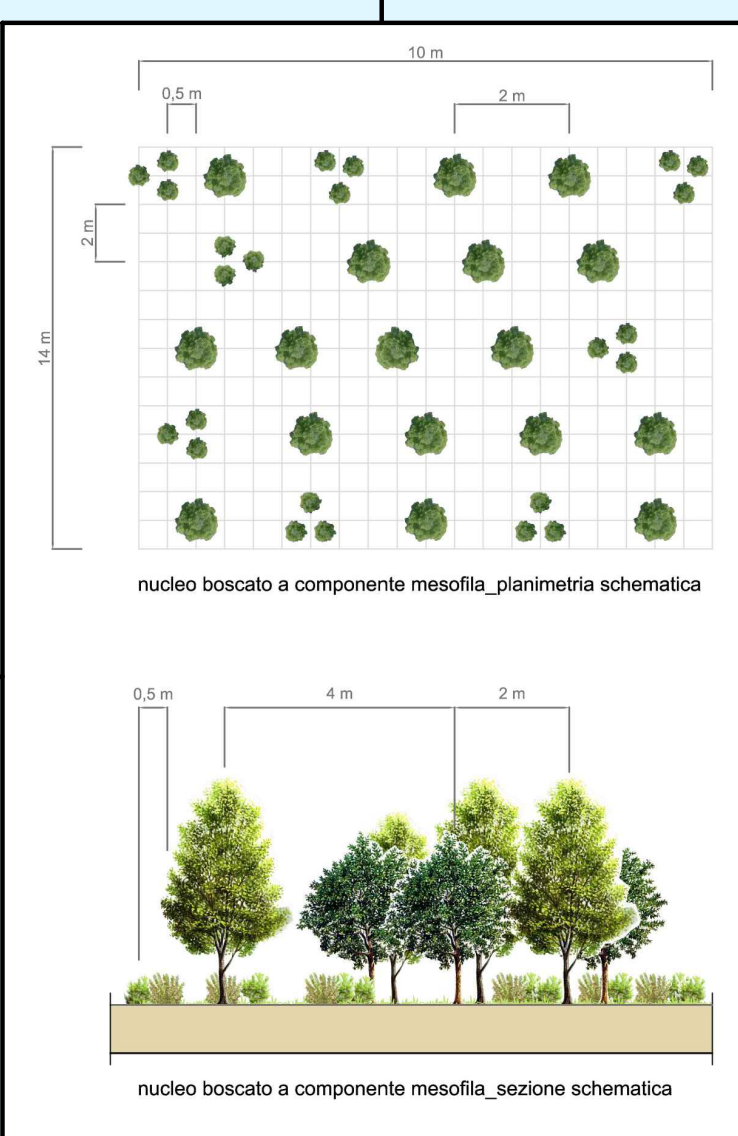 10 m
0,5 m
2 m
2 m
14 m
nucleo boscato a componente mesofila_planimetria schematica
0,5 m
4 m
2 m
nucleo boscato a componente mesofila_sezione schematica